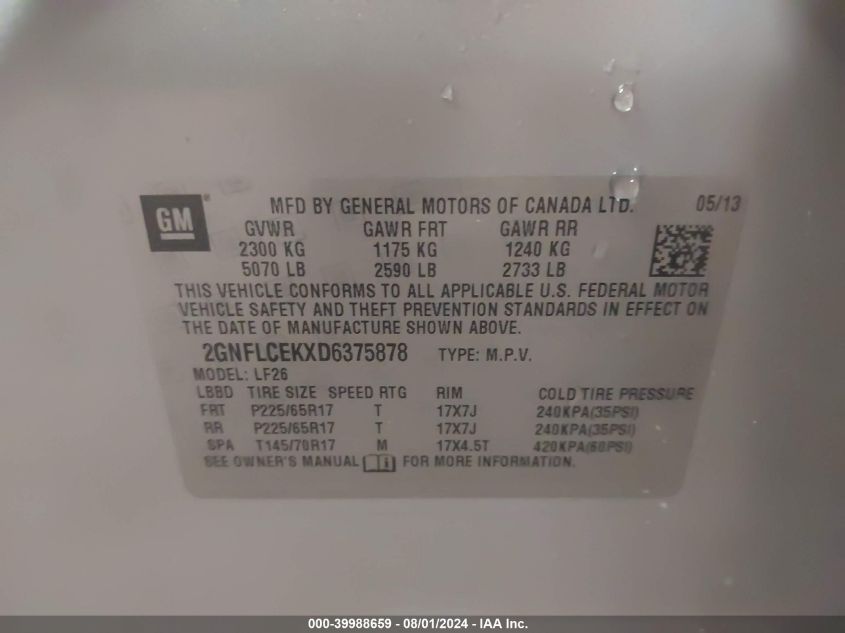 GM
MFD BY GENERAL MOTORS OF CANADA LTD. 05/13
GVWR GAWR FRT GAWR RR
2300 KG 1175 KG 1240 KG
5070 LB 2590 LB 2733 LB
THIS VEHICLE CONFORMS TO ALL APPLICABLE U.S. FEDERAL MOTOR
VEHICLE SAFETY AND THEFT PREVENTION STANDARDS IN EFFECT ON
THE DATE OF MANUFACTURE SHOWN ABOVE.
2GNFLCEKXD6375878 TYPE: M.P.V.
MODEL: LF26
LBBD TIRE SIZE SPEED RTG RIM COLD TIRE PRESSURE
FRT P225/65R17 T 17X7J 240KPA(35PSI)
RR P225/65R17 T 17X7J 240KPA(35PSI)
SPA T145/70R17 M 17X4.5T 420KPA(60PSI)
SEE OWNER'S MANUAL FOR MORE INFORMATION.
000-39988659 - 08/01/2024 - IAA Inc.